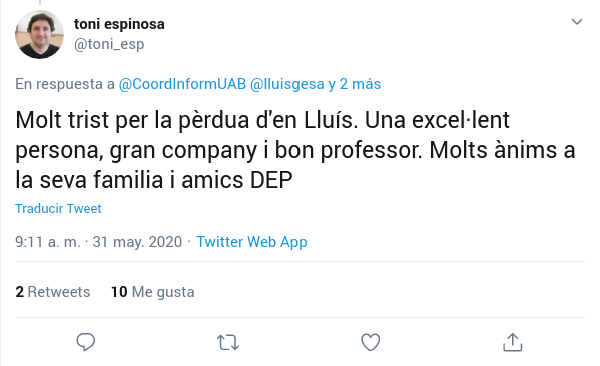 toni espinosa
@toni_esp
En respuesta a @CoordInformUAB @lluisgesa y 2 más
Molt trist per la pèrdua d'en Lluís. Una excel·lent
persona, gran company i bon professor. Molts ànims a
la seva familia i amics DEP
Traducir Tweet
9:11 a. m. · 31 may. 2020 · Twitter Web App
2 Retweets 10 Me gusta